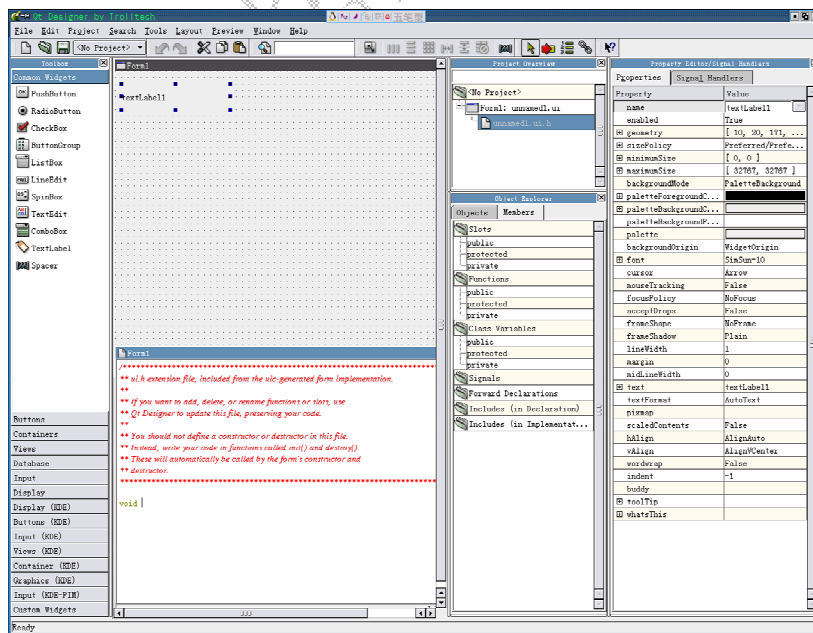 Qt Designer by Trolltech
五笔型
File Edit Project Search Tools Layout Preview Window Help
<No Project>
Toolbox
Common Widgets
PushButton
RadioButton
CheckBox
ButtonGroup
ListBox
LineEdit
SpinBox
TextEdit
ComboBox
TextLabel
Spacer
Buttons
Containers
Views
Database
Input
Display
Display (KDE)
Buttons (KDE)
Input (KDE)
Views (KDE)
Container (KDE)
Graphics (KDE)
Input (KDE-PIM)
Custom Widgets
Form1
textLabel1
Form1
/****************************************************************************
** ui.h extension file, included from the uic-generated form implementation.
**
** If you want to add, delete, or rename functions or slots, use
** Qt Designer to update this file, preserving your code.
**
** You should not define a constructor or destructor in this file.
** Instead, write your code in functions called init() and destroy().
** These will automatically be called by the form's constructor and
** destructor.
****************************************************************************
void
Project Overview
<No Project>
Form1: unnamed1.ui
unnamed1.ui.h
Object Explorer
Objects Members
Slots
public
protected
private
Functions
public
protected
private
Class Variables
public
protected
private
Signals
Forward Declarations
Includes (in Declaration)
Includes (in Implementat...
Property Editor/Signal Handlers
Properties Signal Handlers
Property Value
name textLabel1
enabled True
geometry [ 10, 20, 171, ...
sizePolicy Preferred/Prefe...
minimumSize [ 0, 0 ]
maximumSize [ 32767, 32767 ]
backgroundMode PaletteBackground
paletteForegroundC...
paletteBackgroundC...
paletteBackgroundP...
palette
backgroundOrigin WidgetOrigin
font SimSun-10
cursor Arrow
mouseTracking False
focusPolicy NoFocus
acceptDrops False
frameShape NoFrame
frameShadow Plain
lineWidth 1
margin 0
midLineWidth 0
text textLabel1
textFormat AutoText
pixmap
scaledContents False
hAlign AlignAuto
vAlign AlignVCenter
wordwrap False
indent -1
buddy
toolTip
whatsThis
Ready